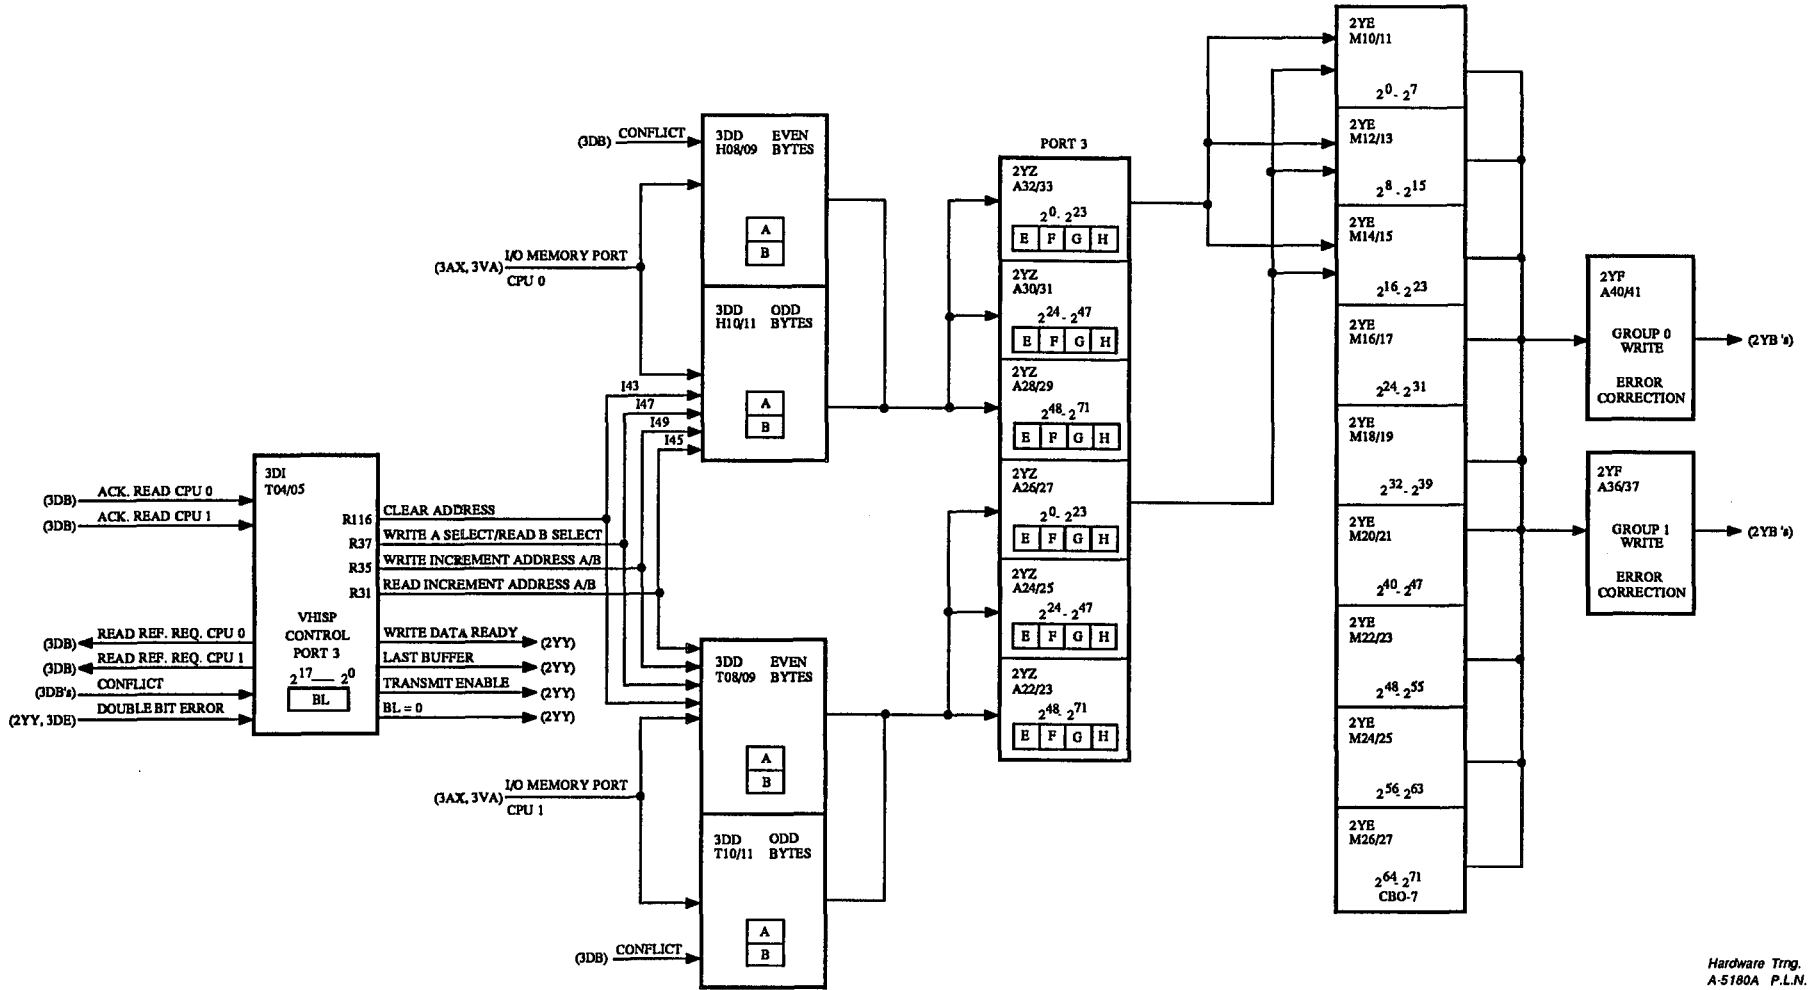 3DI
T04/05
(3DB) ACK. READ CPU 0
(3DB) ACK. READ CPU 1
R116 CLEAR ADDRESS
R37 WRITE A SELECT/READ B SELECT
R35 WRITE INCREMENT ADDRESS A/B
R31 READ INCREMENT ADDRESS A/B
VHISP
CONTROL
PORT 3
2^17___ 2^0
BL
(3DB) READ REF. REQ. CPU 0
(3DB) READ REF. REQ. CPU 1
(3DB's) CONFLICT
(2YY, 3DE) DOUBLE BIT ERROR
WRITE DATA READY (2YY)
LAST BUFFER (2YY)
TRANSMIT ENABLE (2YY)
BL = 0 (2YY)
(3DB) CONFLICT
3DD EVEN
H08/09 BYTES
A
B
(3AX, 3VA) I/O MEMORY PORT
CPU 0
3DD ODD
H10/11 BYTES
A
B
I43
I47
I49
I45
3DD EVEN
T08/09 BYTES
A
B
(3AX, 3VA) I/O MEMORY PORT
CPU 1
3DD ODD
T10/11 BYTES
A
B
(3DB) CONFLICT
PORT 3
2YZ
A32/33
2^0- 2^23
E F G H
2YZ
A30/31
2^24- 2^47
E F G H
2YZ
A28/29
2^48- 2^71
E F G H
2YZ
A26/27
2^0- 2^23
E F G H
2YZ
A24/25
2^24- 2^47
E F G H
2YZ
A22/23
2^48- 2^71
E F G H
2YE
M10/11
2^0- 2^7
2YE
M12/13
2^8- 2^15
2YE
M14/15
2^16- 2^23
2YE
M16/17
2^24- 2^31
2YE
M18/19
2^32- 2^39
2YE
M20/21
2^40- 2^47
2YE
M22/23
2^48- 2^55
2YE
M24/25
2^56- 2^63
2YE
M26/27
2^64- 2^71
CBO-7
2YF
A40/41
GROUP 0
WRITE
ERROR
CORRECTION
(2YB's)
2YF
A36/37
GROUP 1
WRITE
ERROR
CORRECTION
(2YB's)
Hardware Trng.
A-5180A P.L.N.